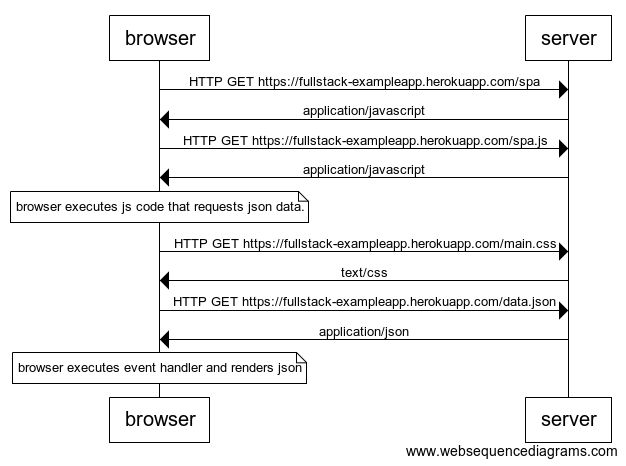 browser server
HTTP GET https://fullstack-exampleapp.herokuapp.com/spa
application/javascript
HTTP GET https://fullstack-exampleapp.herokuapp.com/spa.js
application/javascript
browser executes js code that requests json data.
HTTP GET https://fullstack-exampleapp.herokuapp.com/main.css
text/css
HTTP GET https://fullstack-exampleapp.herokuapp.com/data.json
application/json
browser executes event handler and renders json
browser server
www.websequencediagrams.com